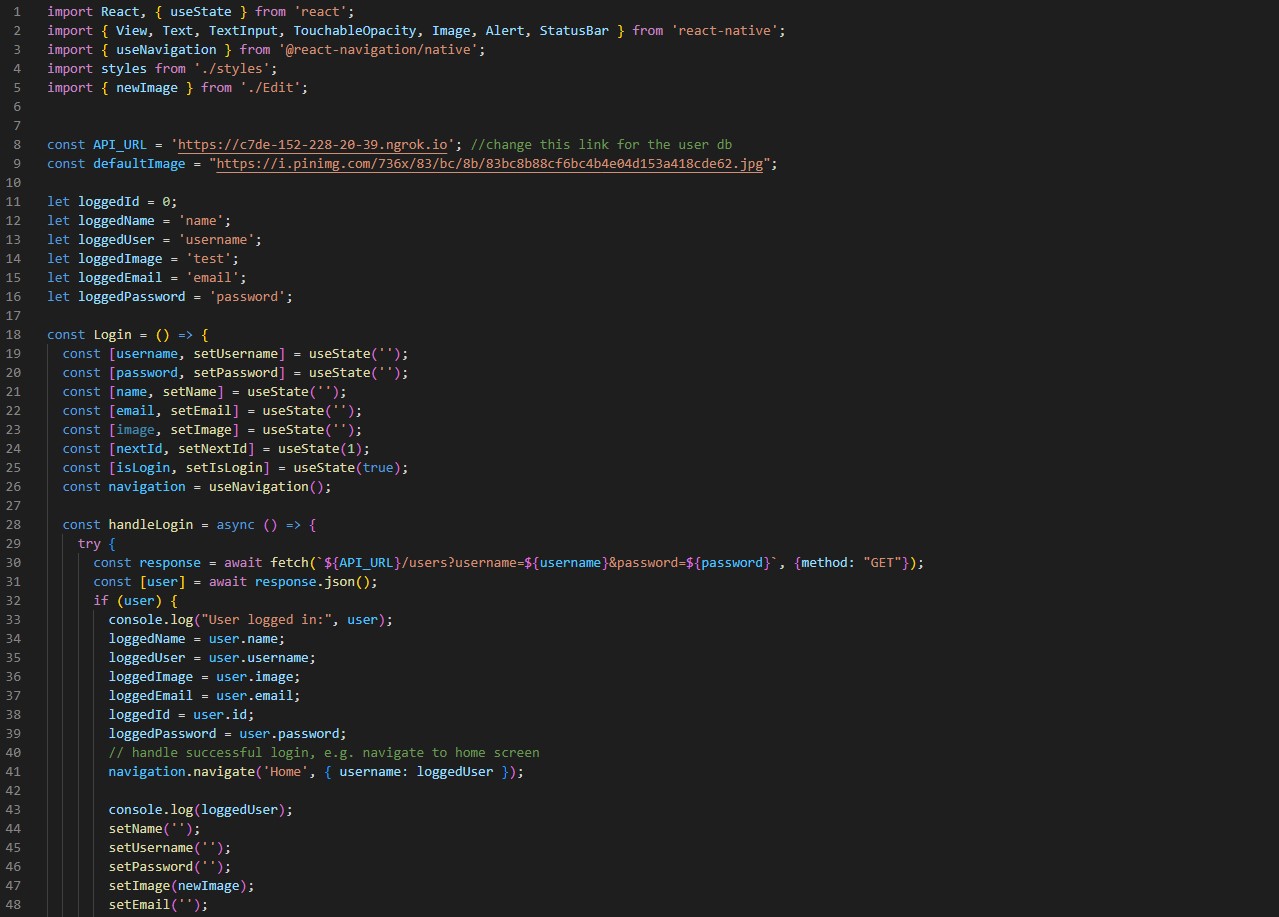 1 import React, { useState } from 'react';
2 import { View, Text, TextInput, TouchableOpacity, Image, Alert, StatusBar } from 'react-native';
3 import { useNavigation } from '@react-navigation/native';
4 import styles from './styles';
5 import { newImage } from './Edit';
6
7
8 const API_URL = 'https://c7de-152-228-20-39.ngrok.io'; //change this link for the user db
9 const defaultImage = "https://i.pinimg.com/736x/83/bc/8b/83bc8b88cf6bc4b4e04d153a418cde62.jpg";
10
11 let loggedId = 0;
12 let loggedName = 'name';
13 let loggedUser = 'username';
14 let loggedImage = 'test';
15 let loggedEmail = 'email';
16 let loggedPassword = 'password';
17
18 const Login = () => {
19   const [username, setUsername] = useState('');
20   const [password, setPassword] = useState('');
21   const [name, setName] = useState('');
22   const [email, setEmail] = useState('');
23   const [image, setImage] = useState('');
24   const [nextId, setNextId] = useState(1);
25   const [isLogin, setIsLogin] = useState(true);
26   const navigation = useNavigation();
27
28   const handleLogin = async () => {
29     try {
30       const response = await fetch(`${API_URL}/users?username=${username}&password=${password}`, {method: "GET"});
31       const [user] = await response.json();
32       if (user) {
33         console.log("User logged in:", user);
34         loggedName = user.name;
35         loggedUser = user.username;
36         loggedImage = user.image;
37         loggedEmail = user.email;
38         loggedId = user.id;
39         loggedPassword = user.password;
40         // handle successful login, e.g. navigate to home screen
41         navigation.navigate('Home', { username: loggedUser });
42
43         console.log(loggedUser);
44         setName('');
45         setUsername('');
46         setPassword('');
47         setImage(newImage);
48         setEmail('');